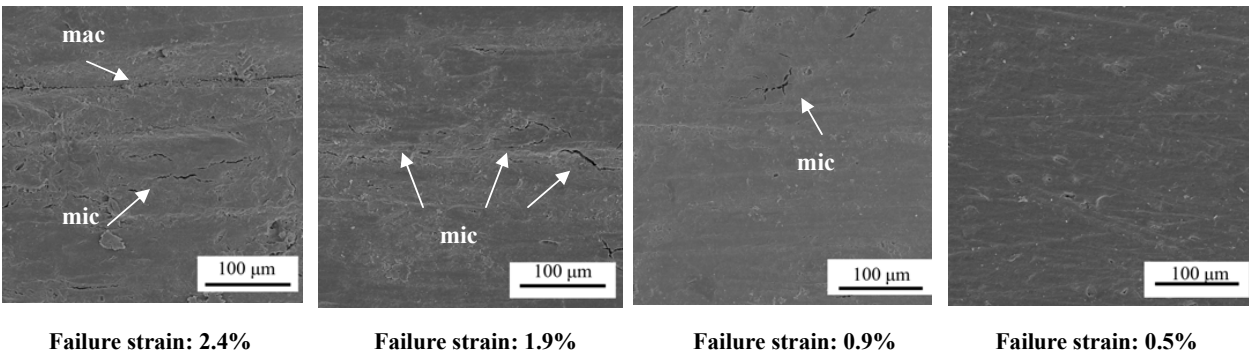 mac
mic
100 μm
Failure strain: 2.4%
mic
100 μm
Failure strain: 1.9%
mic
100 μm
Failure strain: 0.9%
100 μm
Failure strain: 0.5%